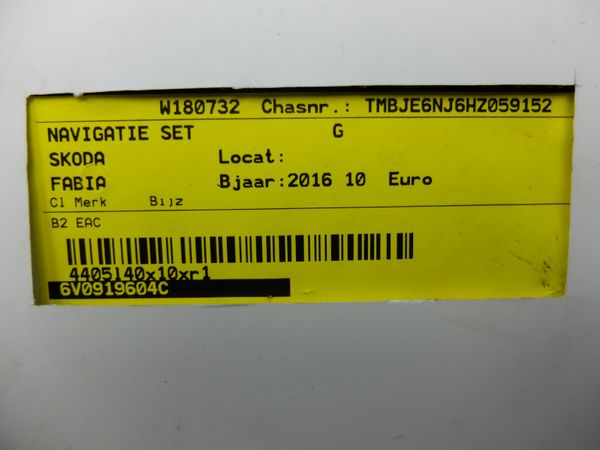 W180732 Chasnr.: TMBJE6NJ6HZ059152
NAVIGATIE SET G
SKODA Locat:
FABIA Bjaar:2016 10 Euro
Cl Merk Bijz
B2 EAC
4405140x10xr1
6V0919604C